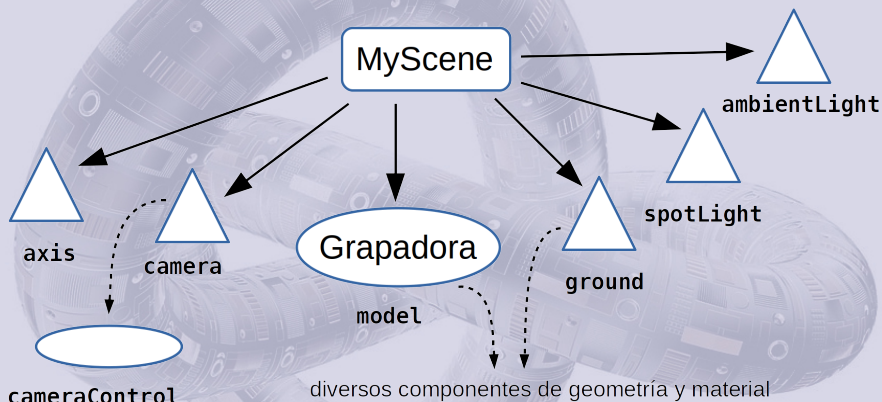 MyScene
ambientLight
spotLight
axis
camera
Grapadora
ground
model
cameraControl
diversos componentes de geometría y material